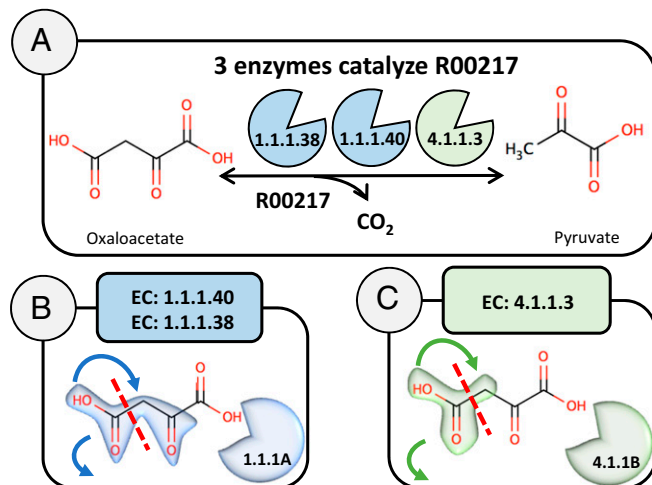 A
3 enzymes catalyze R00217
1.1.1.38 1.1.1.40 4.1.1.3
HO O OH O O
H₃C O OH O
R00217
CO₂
Oxaloacetate Pyruvate
B
EC: 1.1.1.40
EC: 1.1.1.38
HO O O O OH
1.1.1A
C
EC: 4.1.1.3
HO O O O OH
4.1.1B